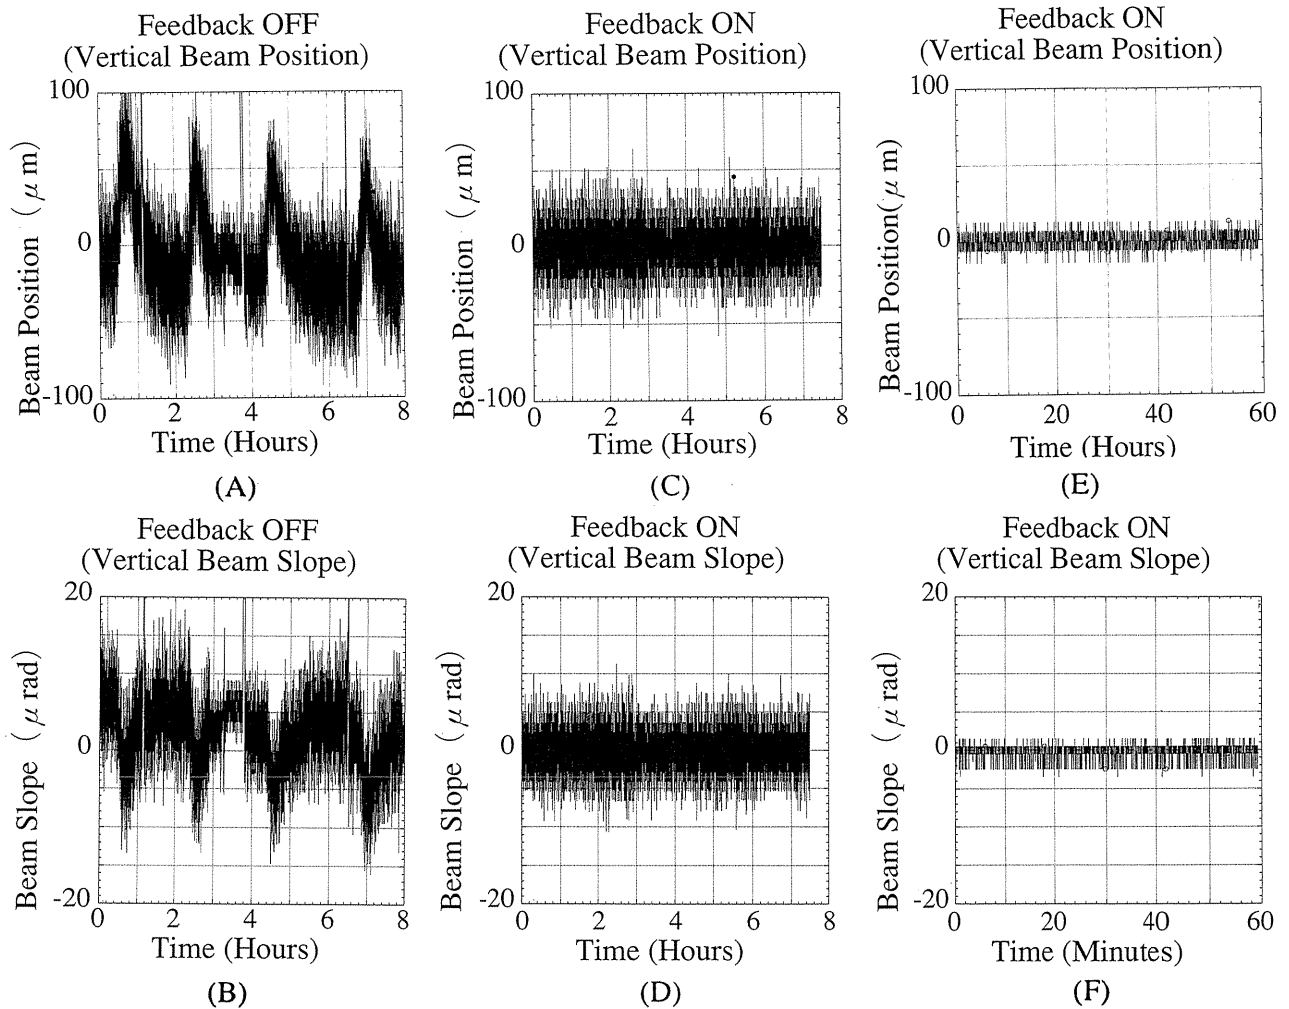 Feedback OFF
(Vertical Beam Position)
100
0
-100
Beam Position ( μ m)
0 2 4 6 8
Time (Hours)
(A)
Feedback ON
(Vertical Beam Position)
100
0
-100
Beam Position ( μ m)
0 2 4 6 8
Time (Hours)
(C)
Feedback ON
(Vertical Beam Position)
100
0
-100
Beam Position( μ m)
0 20 40 60
Time (Hours)
(E)
Feedback OFF
(Vertical Beam Slope)
20
0
-20
Beam Slope ( μ rad)
0 2 4 6 8
Time (Hours)
(B)
Feedback ON
(Vertical Beam Slope)
20
0
-20
Beam Slope ( μ rad)
0 2 4 6 8
Time (Hours)
(D)
Feedback ON
(Vertical Beam Slope)
20
0
-20
Beam Slope ( μ rad)
0 20 40 60
Time (Minutes)
(F)